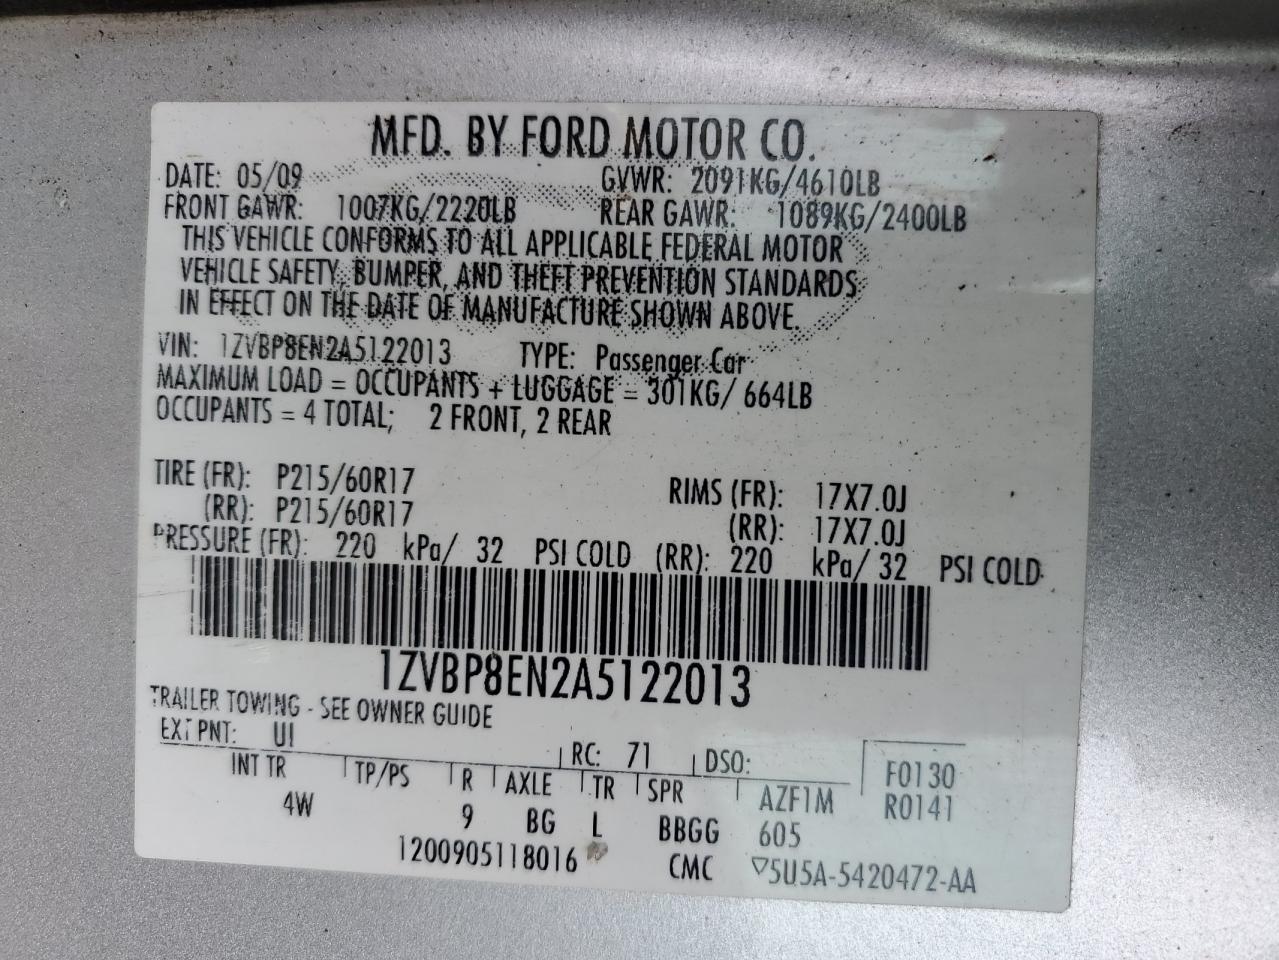 MFD. BY FORD MOTOR CO.
DATE: 05/09 GVWR: 2091KG/4610LB
FRONT GAWR: 1007KG/2220LB REAR GAWR: 1089KG/2400LB
THIS VEHICLE CONFORMS TO ALL APPLICABLE FEDERAL MOTOR
VEHICLE SAFETY, BUMPER, AND THEFT PREVENTION STANDARDS
IN EFFECT ON THE DATE OF MANUFACTURE SHOWN ABOVE.
VIN: 1ZVBP8EN2A5122013 TYPE: Passenger Car
MAXIMUM LOAD = OCCUPANTS + LUGGAGE = 301KG/ 664LB
OCCUPANTS = 4 TOTAL; 2 FRONT, 2 REAR
TIRE (FR): P215/60R17 RIMS (FR): 17X7.0J
(RR): P215/60R17 (RR): 17X7.0J
PRESSURE (FR): 220 kPa/ 32 PSI COLD (RR): 220 kPa/ 32 PSI COLD
1ZVBP8EN2A5122013
TRAILER TOWING - SEE OWNER GUIDE
EXT PNT: UI RC: 71 DSO: F0130
INT TR TP/PS R AXLE TR SPR AZF1M R0141
4W 9 BG L BBGG 605
1200905118016 CMC ▽5U5A-5420472-AA